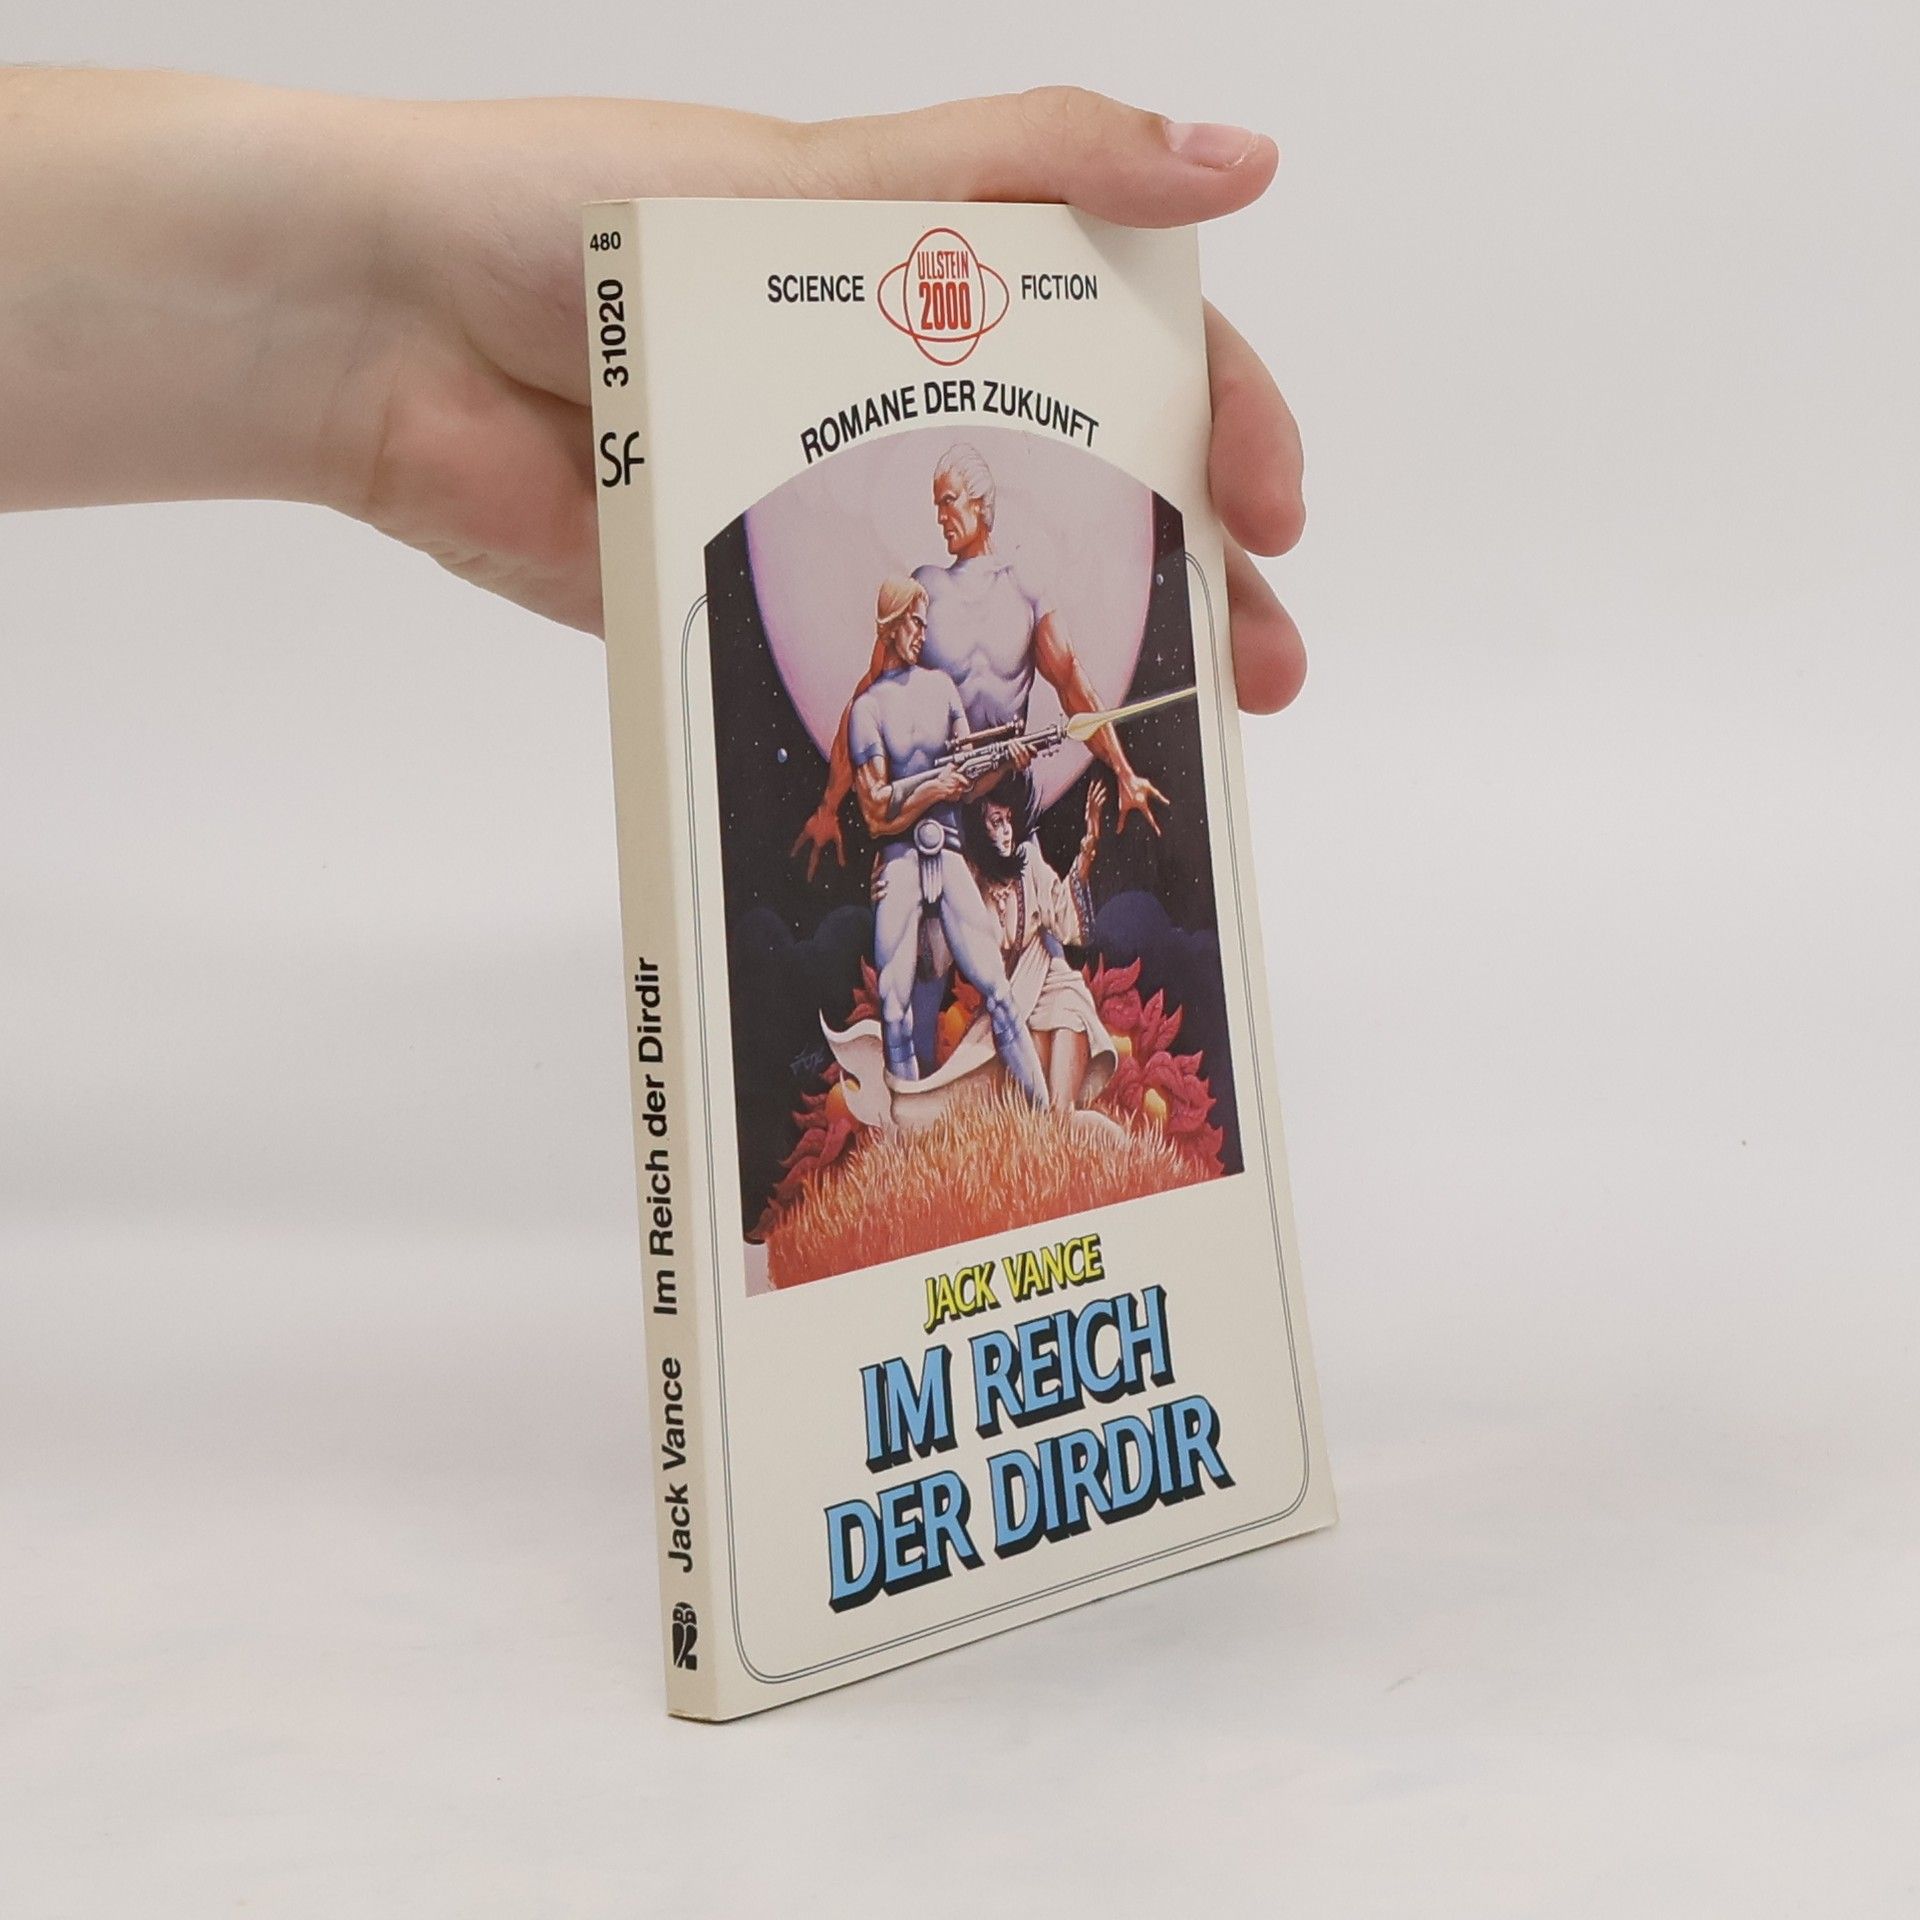 480
31020
SF
Jack Vance Im Reich der Dirdir
SCIENCE ULLSTEIN 2000 FICTION
ROMANE DER ZUKUNFT
JACK VANCE
IM REICH
DER DIRDIR